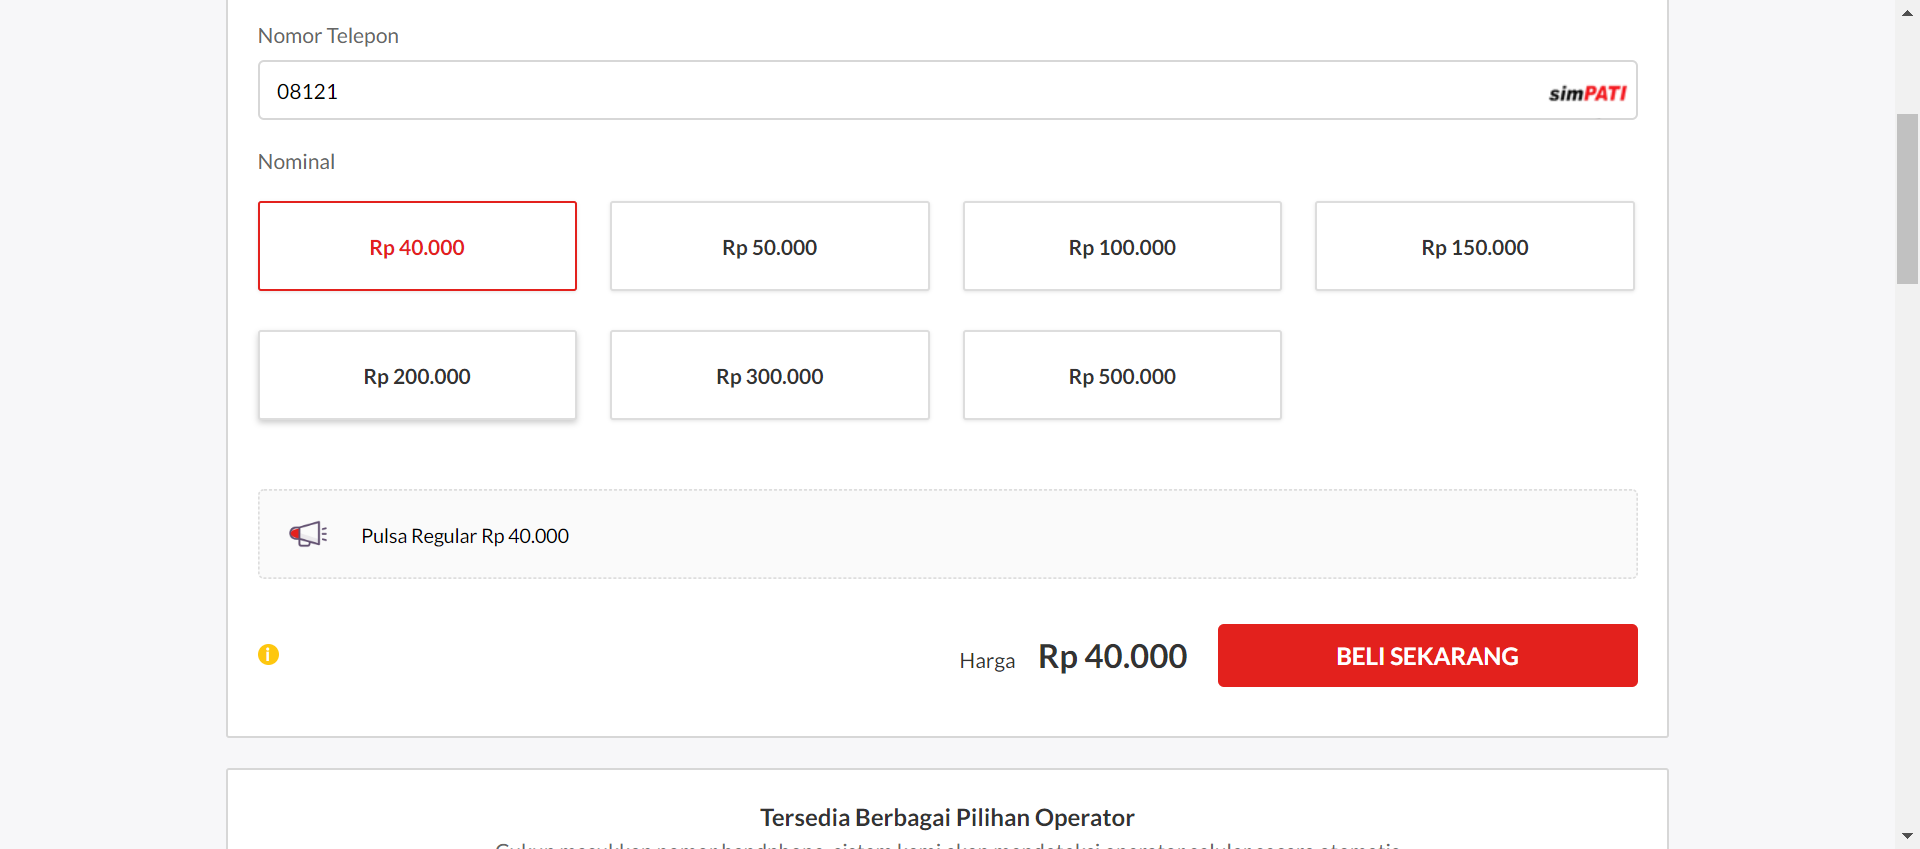 Nomor Telepon
08121
simPATI
Nominal
Rp 40.000
Rp 50.000
Rp 100.000
Rp 150.000
Rp 200.000
Rp 300.000
Rp 500.000
Pulsa Regular Rp 40.000
Harga Rp 40.000 BELI SEKARANG
Tersedia Berbagai Pilihan Operator